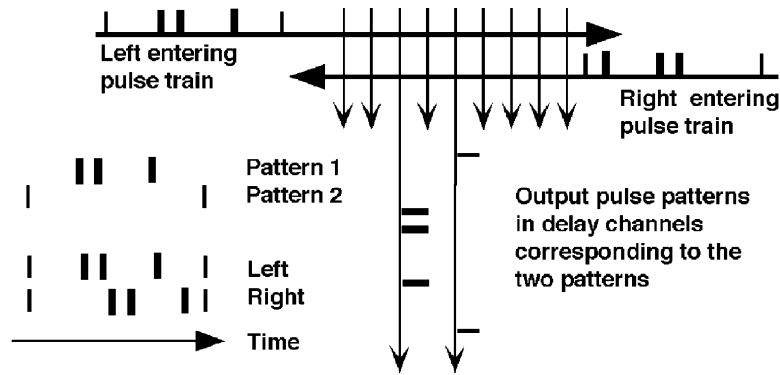 Left entering
pulse train
Right entering
pulse train
Pattern 1
Pattern 2
Output pulse patterns
in delay channels
corresponding to the
two patterns
Left
Right
Time